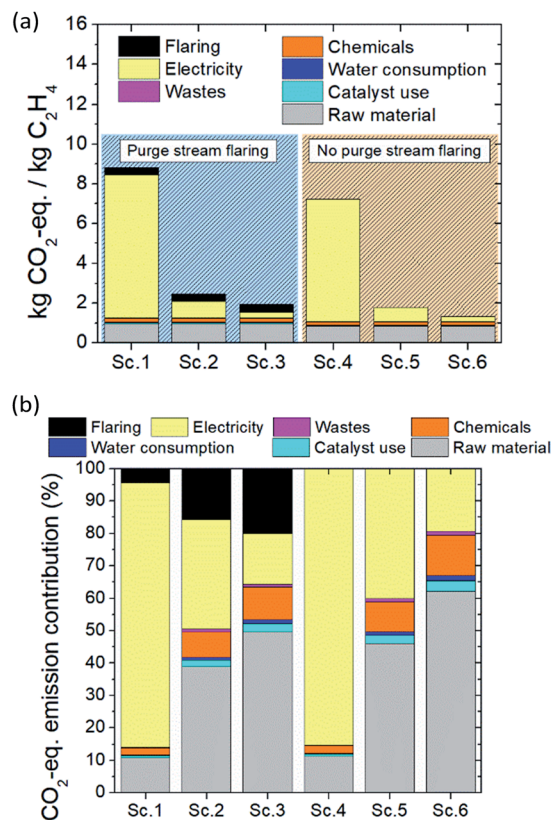 (a)
16
14
12
10
8
6
4
2
0
kg CO₂-eq. / kg C₂H₄
Flaring
Electricity
Wastes
Chemicals
Water consumption
Catalyst use
Raw material
Purge stream flaring
No purge stream flaring
Sc.1 Sc.2 Sc.3 Sc.4 Sc.5 Sc.6
(b)
Flaring Electricity Wastes Chemicals
Water consumption Catalyst use Raw material
100
90
80
70
60
50
40
30
20
10
0
CO₂-eq. emission contribution (%)
Sc.1 Sc.2 Sc.3 Sc.4 Sc.5 Sc.6